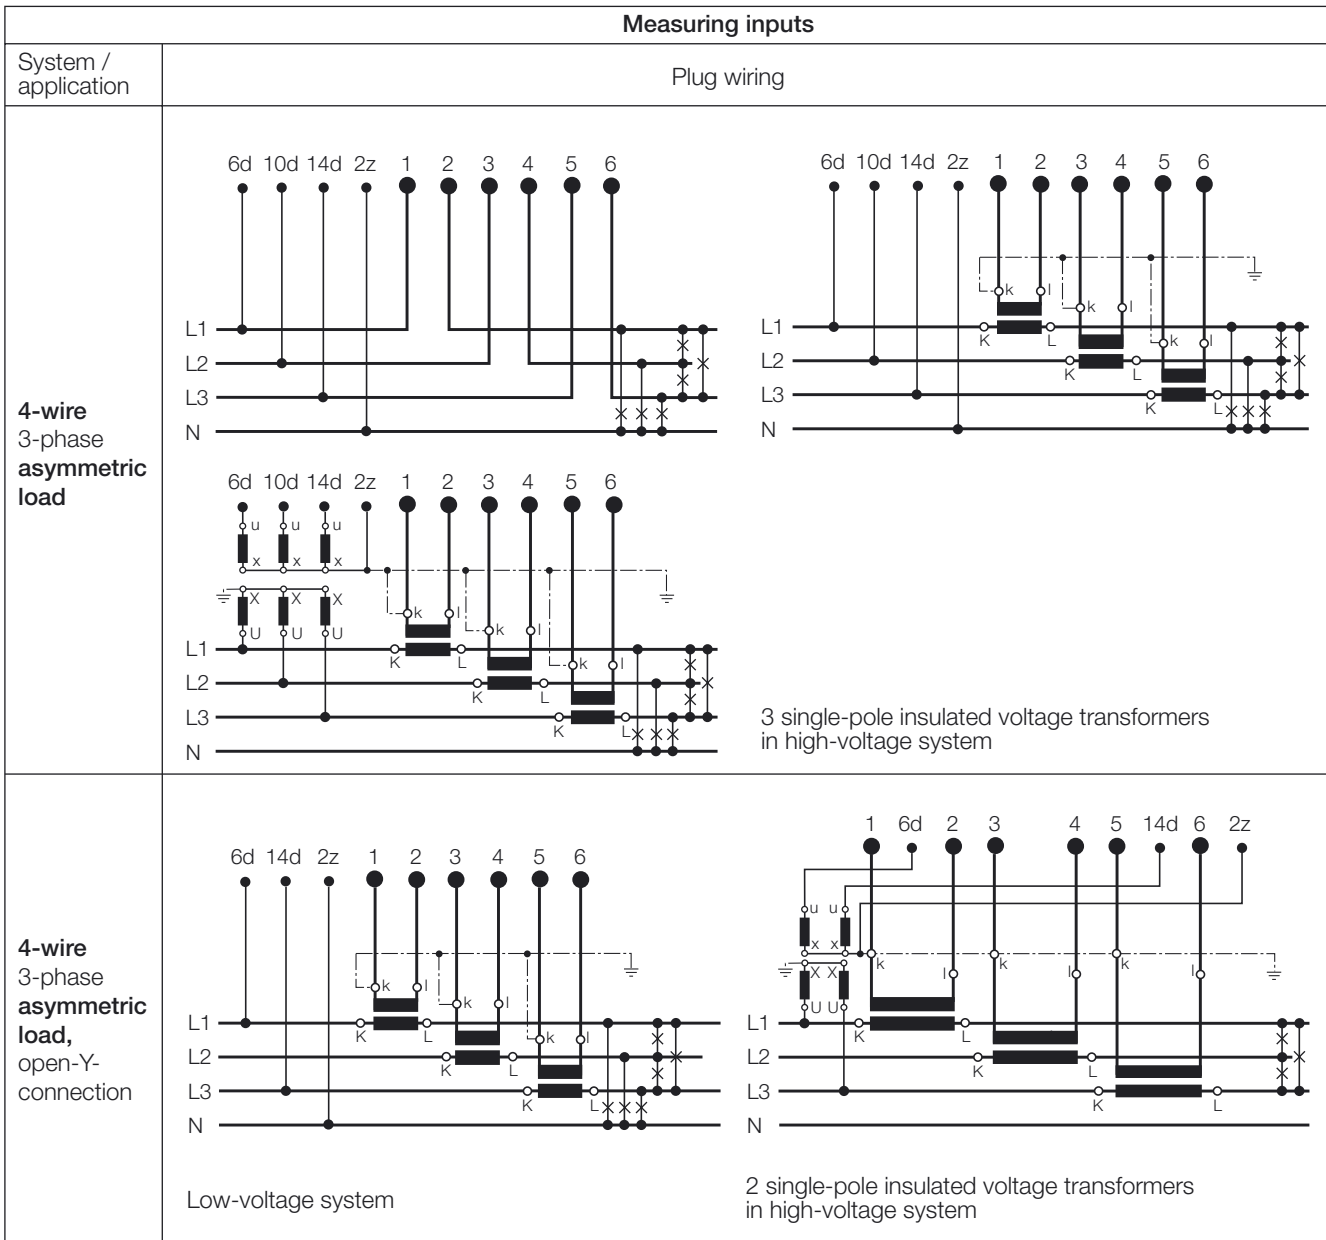 Measuring inputs
System /
application
Plug wiring
4-wire
3-phase
asymmetric
load
6d 10d 14d 2z 1 2 3 4 5 6
L1
L2
L3
N
6d 10d 14d 2z 1 2 3 4 5 6
k l
k l
k l
L1 K L
L2 K L
L3 K L
N
6d 10d 14d 2z 1 2 3 4 5 6
u u u
x x x
X X X
U U U
k l
k l
k l
L1 K L
L2 K L
L3 K L
N
3 single-pole insulated voltage transformers
in high-voltage system
4-wire
3-phase
asymmetric
load,
open-Y-
connection
6d 14d 2z 1 2 3 4 5 6
k l
k l
k l
L1 K L
L2 K L
L3 K L
N
Low-voltage system
1 6d 2 3 4 5 14d 6 2z
u u
x x
X X
U U
k l k l k l
L1 K L
L2 K L
L3 K L
N
2 single-pole insulated voltage transformers
in high-voltage system